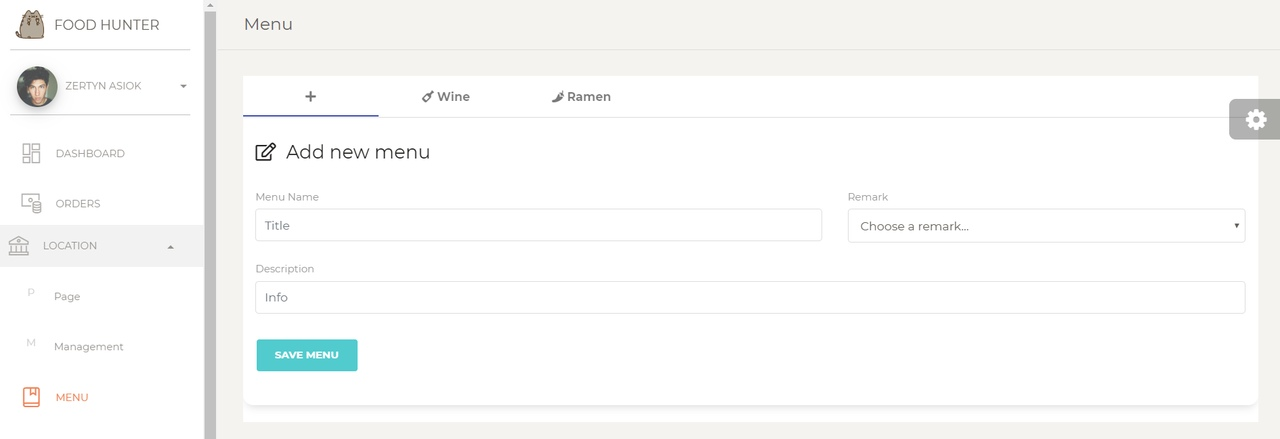 FOOD HUNTER
ZERTYN ASIOK
DASHBOARD
ORDERS
LOCATION
P Page
M Management
MENU
Menu
+ Wine Ramen
Add new menu
Menu Name Remark
Title Choose a remark...
Description
Info
SAVE MENU